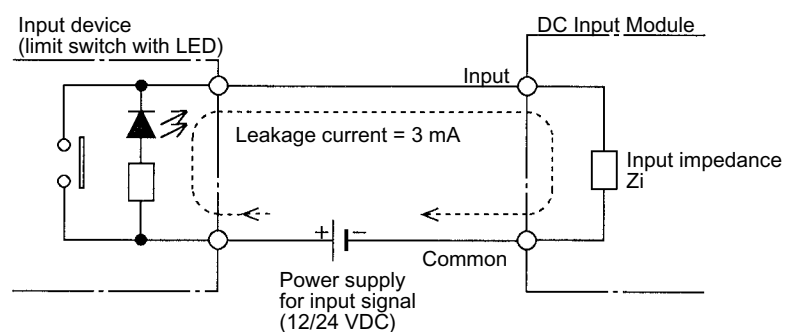 Input device
(limit switch with LED)
DC Input Module
Input
Leakage current = 3 mA
Input impedance
Zi
+ −
Common
Power supply
for input signal
(12/24 VDC)